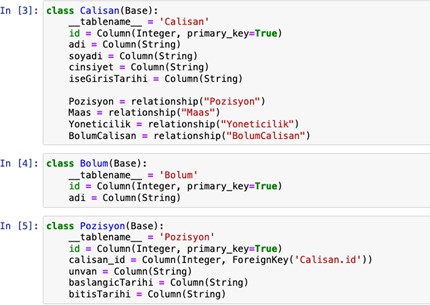 In [3]: class Calisan(Base):
__tablename__ = 'Calisan'
id = Column(Integer, primary_key=True)
adi = Column(String)
soyadi = Column(String)
cinsiyet = Column(String)
iseGirisTarihi = Column(String)
Pozisyon = relationship("Pozisyon")
Maas = relationship("Maas")
Yoneticilik = relationship("Yoneticilik")
BolumCalisan = relationship("BolumCalisan")
In [4]: class Bolum(Base):
__tablename__ = 'Bolum'
id = Column(Integer, primary_key=True)
adi = Column(String)
In [5]: class Pozisyon(Base):
__tablename__ = 'Pozisyon'
id = Column(Integer, primary_key=True)
calisan_id = Column(Integer, ForeignKey('Calisan.id'))
unvan = Column(String)
baslangicTarihi = Column(String)
bitisTarihi = Column(String)